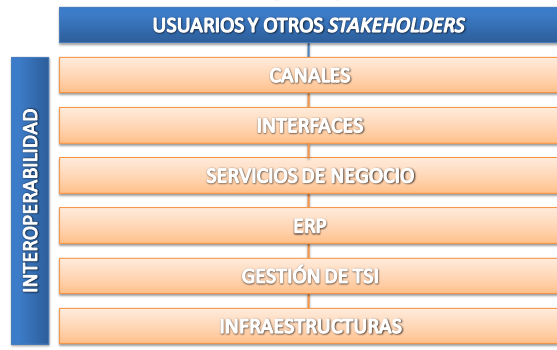 USUARIOS Y OTROS STAKEHOLDERS
INTEROPERABILIDAD
CANALES
INTERFACES
SERVICIOS DE NEGOCIO
ERP
GESTIÓN DE TSI
INFRAESTRUCTURAS